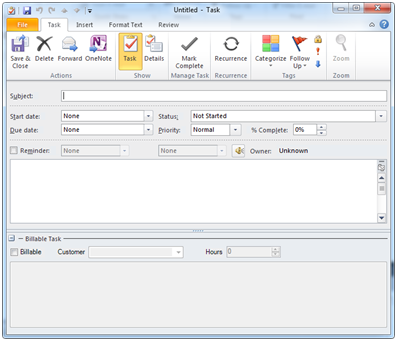 Untitled - Task
File Task Insert Format Text Review
Save & Close Delete Forward OneNote Task Details Mark Complete Recurrence Categorize Follow Up Zoom
Actions Show Manage Task Recurrence Tags Zoom
Subject:
Start date: None Status: Not Started
Due date: None Priority: Normal % Complete: 0%
Reminder: None None Owner: Unknown
Billable Task
Billable Customer Hours 0